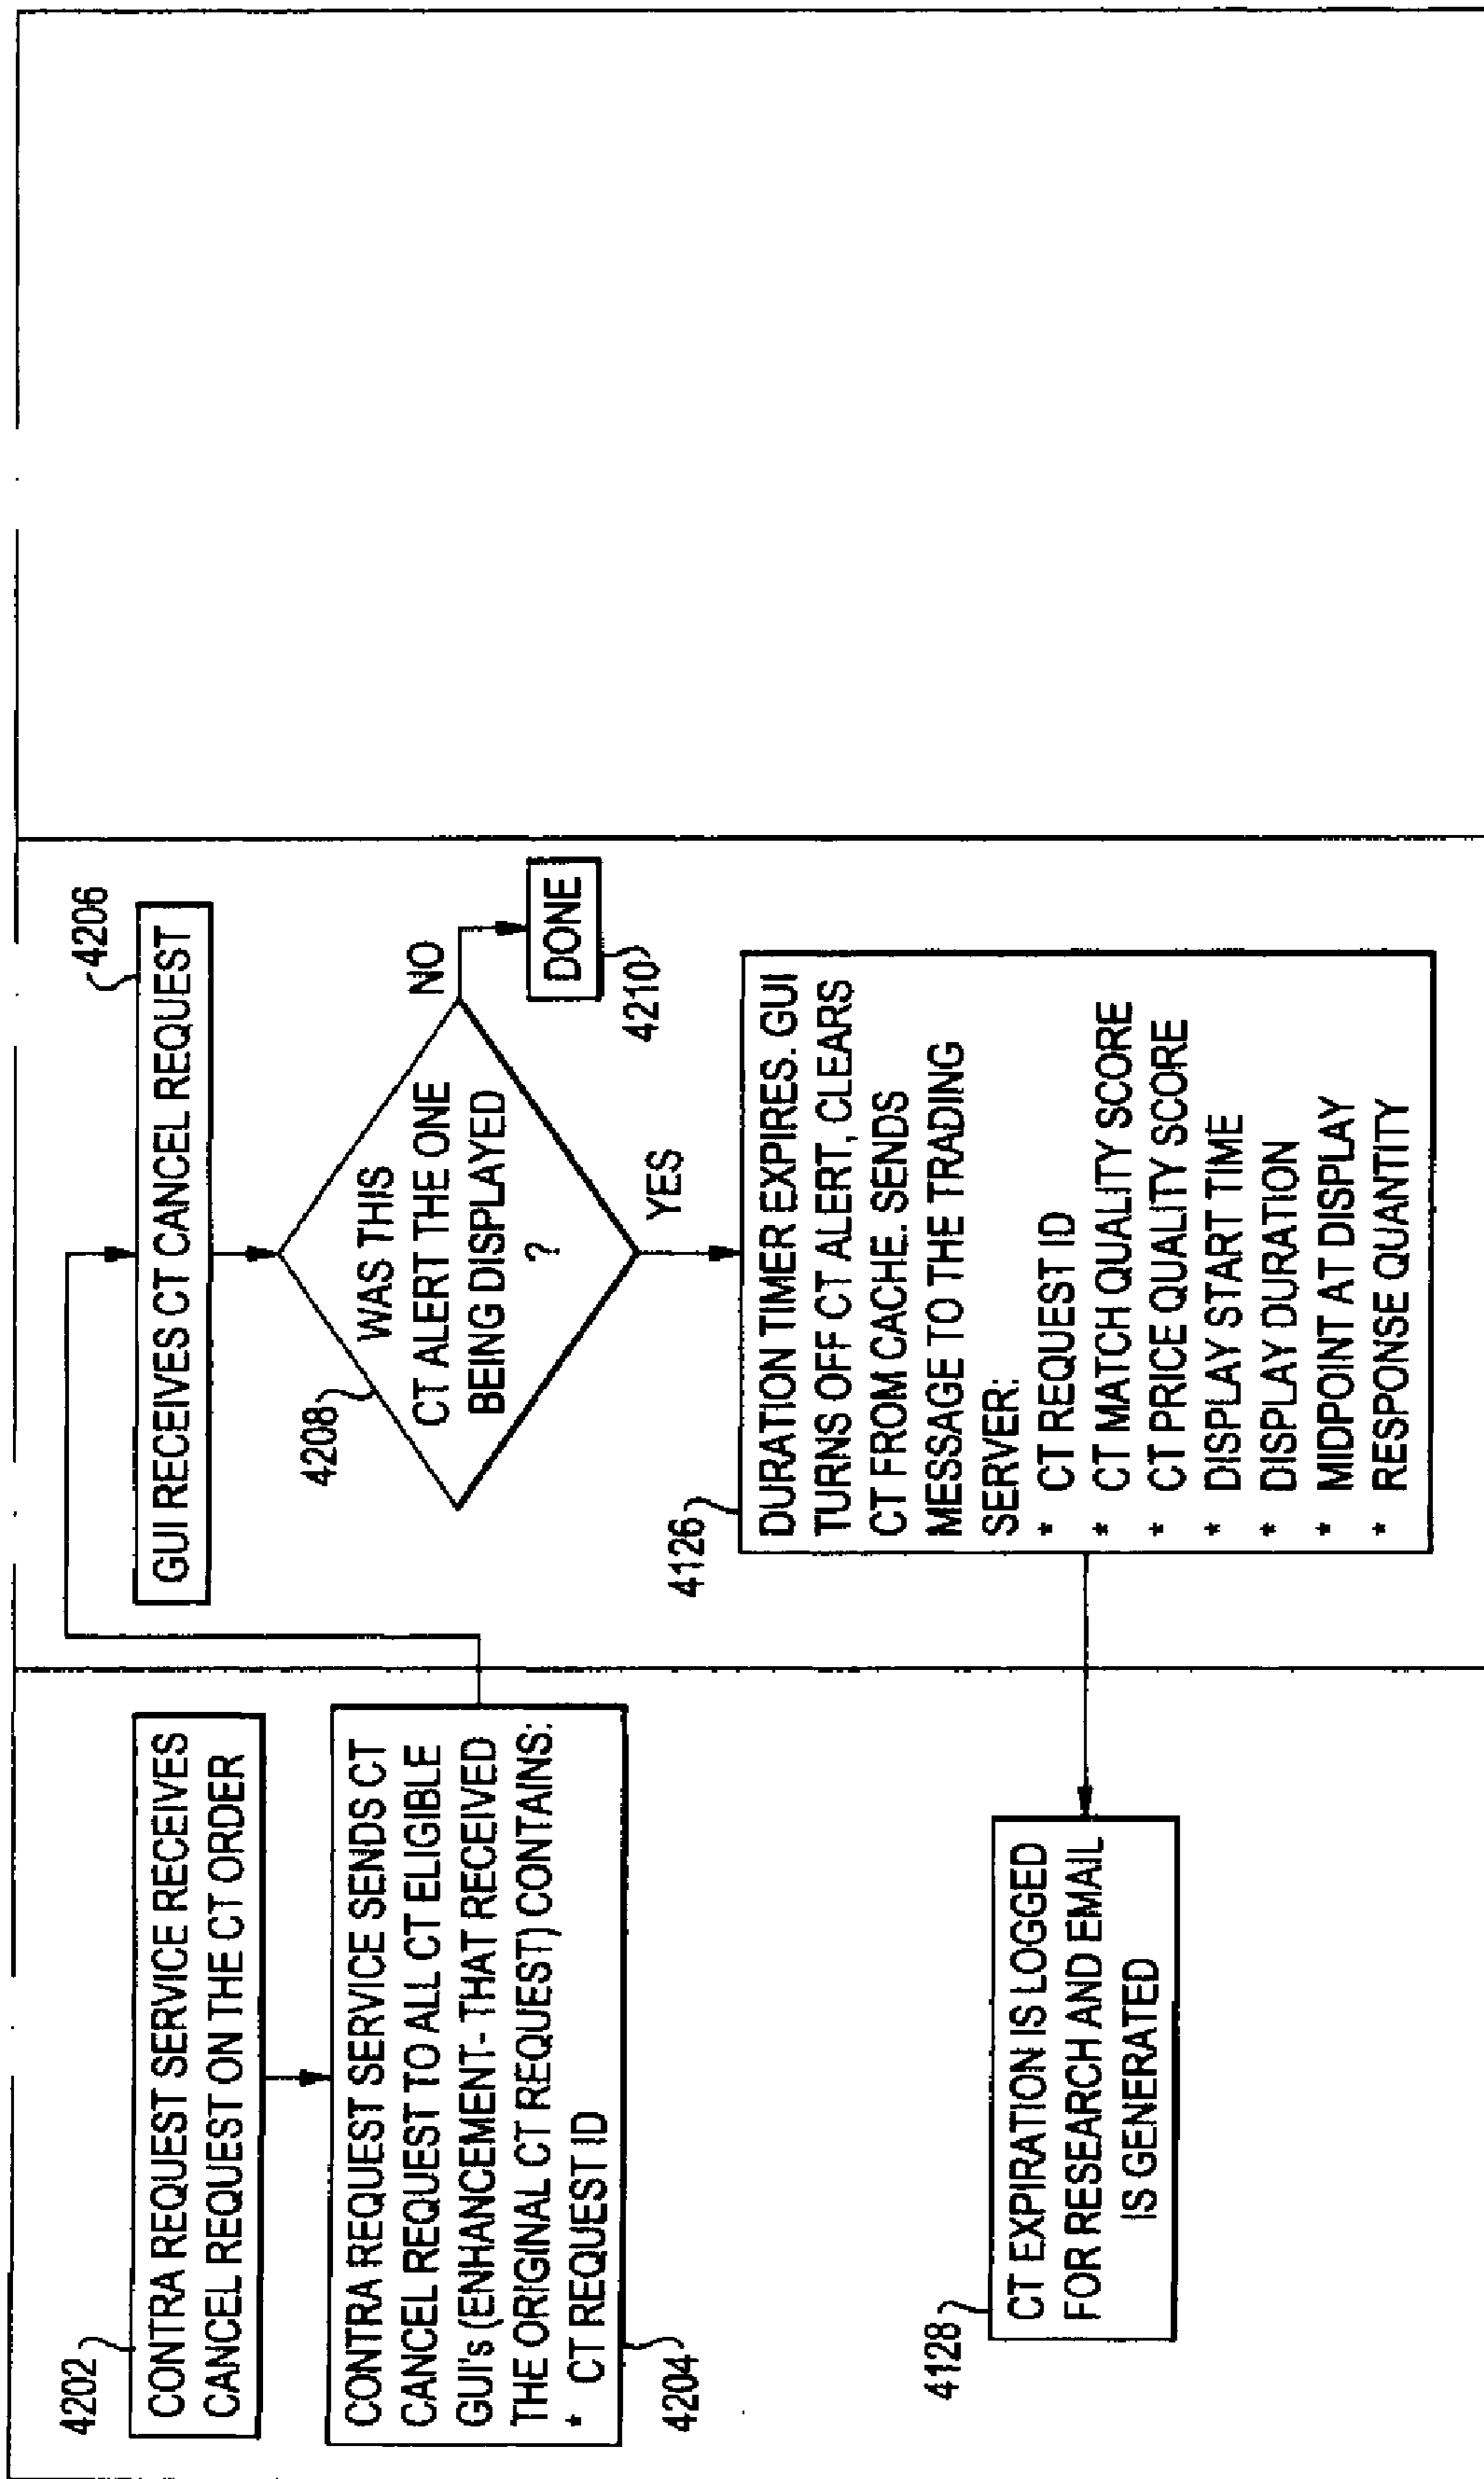 4202
CONTRA REQUEST SERVICE RECEIVES
CANCEL REQUEST ON THE CT ORDER
CONTRA REQUEST SERVICE SENDS CT
CANCEL REQUEST TO ALL CT ELIGIBLE
GUI's (ENHANCEMENT- THAT RECEIVED
THE ORIGINAL CT REQUEST) CONTAINS:
* CT REQUEST ID
4204
4206
GUI RECEIVES CT CANCEL REQUEST
4208
WAS THIS
CT ALERT THE ONE
BEING DISPLAYED
?
NO
DONE
4210
YES
4126
DURATION TIMER EXPIRES. GUI
TURNS OFF CT ALERT, CLEARS
CT FROM CACHE. SENDS
MESSAGE TO THE TRADING
SERVER:
* CT REQUEST ID
* CT MATCH QUALITY SCORE
* CT PRICE QUALITY SCORE
* DISPLAY START TIME
* DISPLAY DURATION
* MIDPOINT AT DISPLAY
* RESPONSE QUANTITY
4128
CT EXPIRATION IS LOGGED
FOR RESEARCH AND EMAIL
IS GENERATED